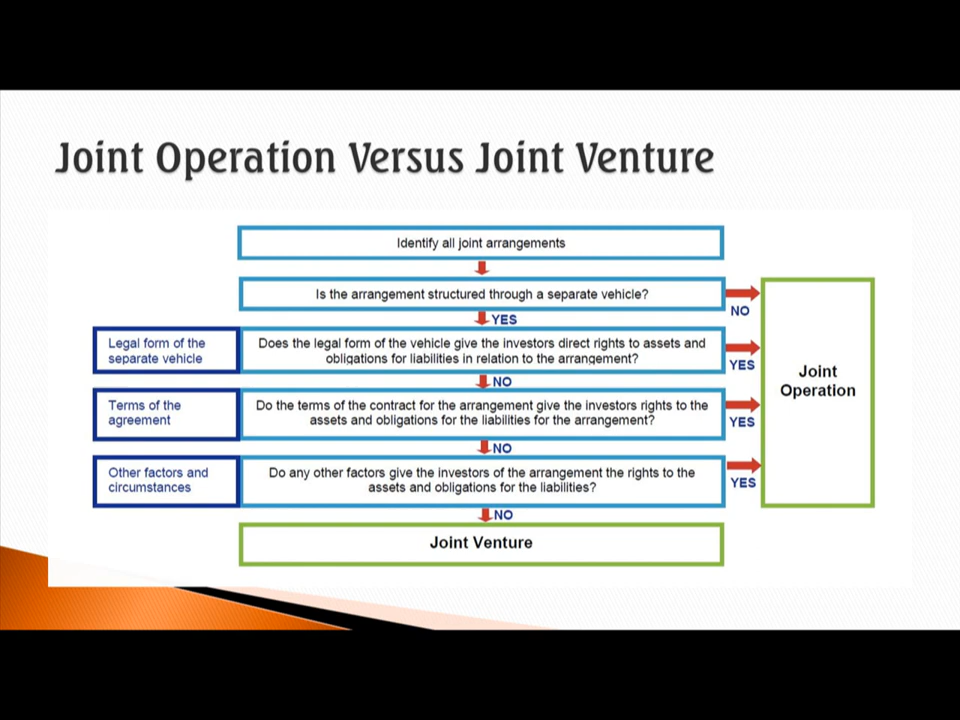 Joint Operation Versus Joint Venture
Identify all joint arrangements
Is the arrangement structured through a separate vehicle?
NO
YES
Legal form of the
separate vehicle
Does the legal form of the vehicle give the investors direct rights to assets and
obligations for liabilities in relation to the arrangement?
YES
Joint
Operation
NO
Terms of the
agreement
Do the terms of the contract for the arrangement give the investors rights to the
assets and obligations for the liabilities for the arrangement?
YES
NO
Other factors and
circumstances
Do any other factors give the investors of the arrangement the rights to the
assets and obligations for the liabilities?
YES
NO
Joint Venture